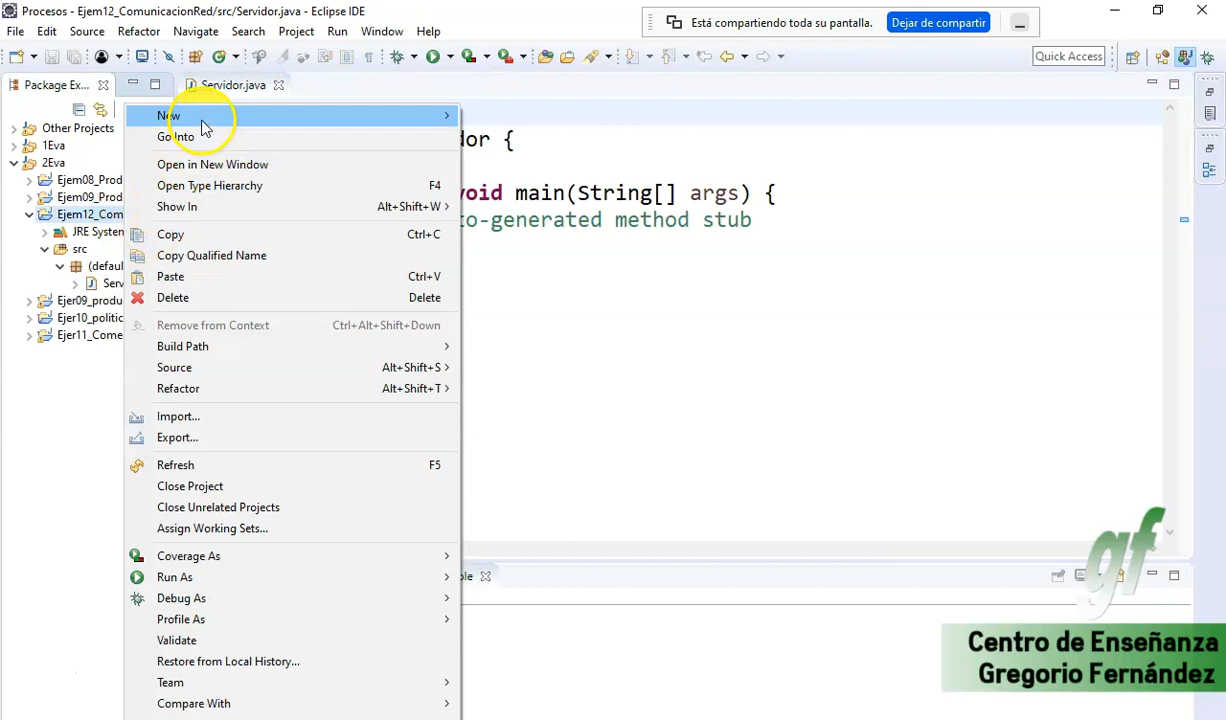 Procesos - Ejem12_ComunicacionRed/src/Servidor.java - Eclipse IDE
Está compartiendo toda su pantalla.
Dejar de compartir
File Edit Source Refactor Navigate Search Project Run Window Help
Quick Access
Package Ex...
Servidor.java
Other Projects
1Eva
2Eva
Ejem08_Prod
Ejem09_Prod
Ejem12_Com
JRE System
src
(defau
Serv
Ejer09_produ
Ejer10_politic
Ejer11_Come
New
Go Into
Open in New Window
Open Type Hierarchy F4
Show In Alt+Shift+W
Copy Ctrl+C
Copy Qualified Name
Paste Ctrl+V
Delete Delete
Remove from Context Ctrl+Alt+Shift+Down
Build Path
Source Alt+Shift+S
Refactor Alt+Shift+T
Import...
Export...
Refresh F5
Close Project
Close Unrelated Projects
Assign Working Sets...
Coverage As
Run As
Debug As
Profile As
Validate
Restore from Local History...
Team
Compare With
dor {
void main(String[] args) {
to-generated method stub
gf
Centro de Enseñanza
Gregorio Fernández